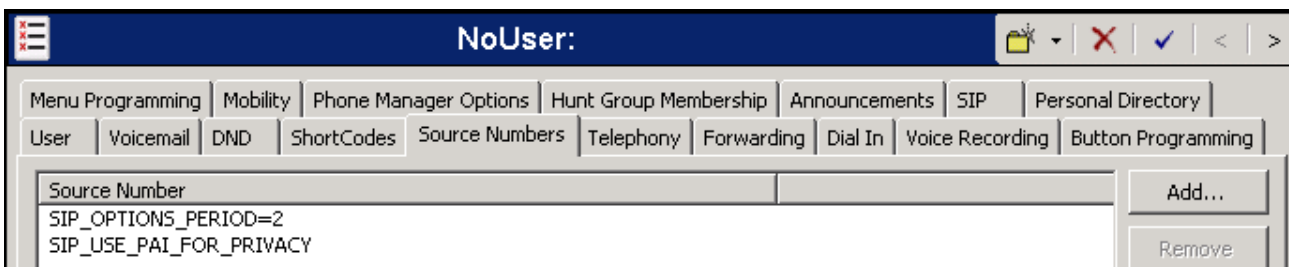 NoUser:
Menu Programming Mobility Phone Manager Options Hunt Group Membership Announcements SIP Personal Directory
User Voicemail DND ShortCodes Source Numbers Telephony Forwarding Dial In Voice Recording Button Programming
Source Number
Add...
SIP_OPTIONS_PERIOD=2
SIP_USE_PAI_FOR_PRIVACY
Remove